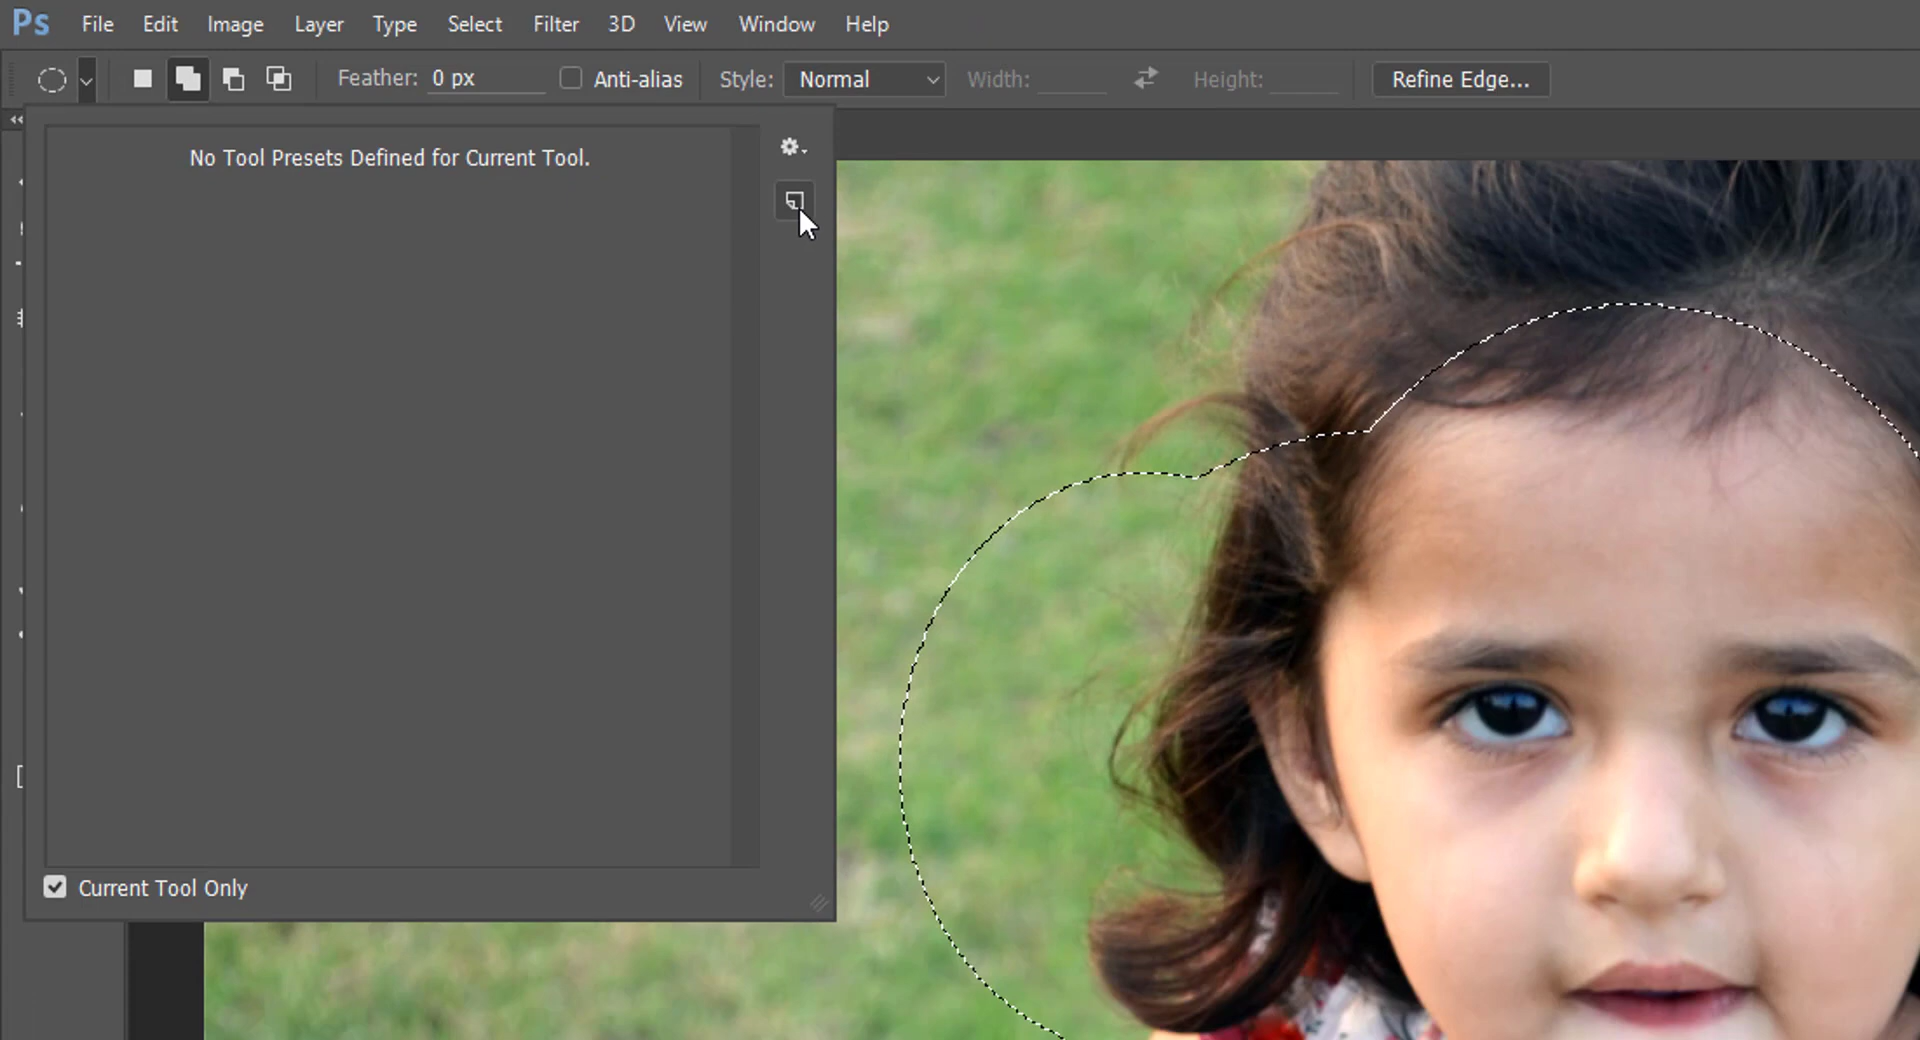 Ps File Edit Image Layer Type Select Filter 3D View Window Help
Feather: 0 px Anti-alias Style: Normal Width: Height: Refine Edge...
No Tool Presets Defined for Current Tool.
Current Tool Only